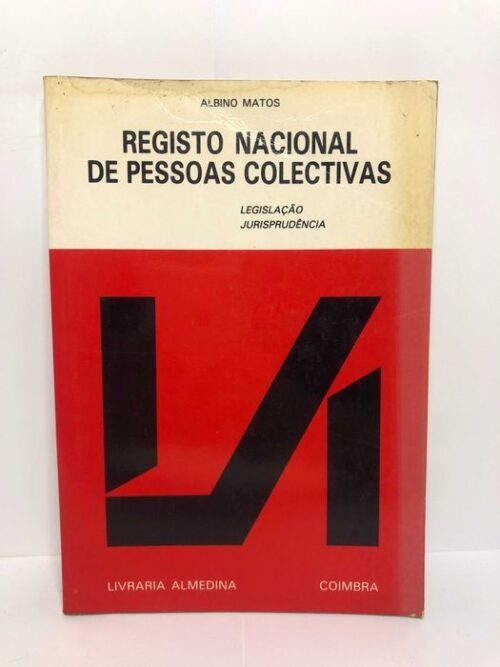 ALBINO MATOS
REGISTO NACIONAL
DE PESSOAS COLECTIVAS
LEGISLAÇÃO
JURISPRUDÊNCIA
LIVRARIA ALMEDINA COIMBRA